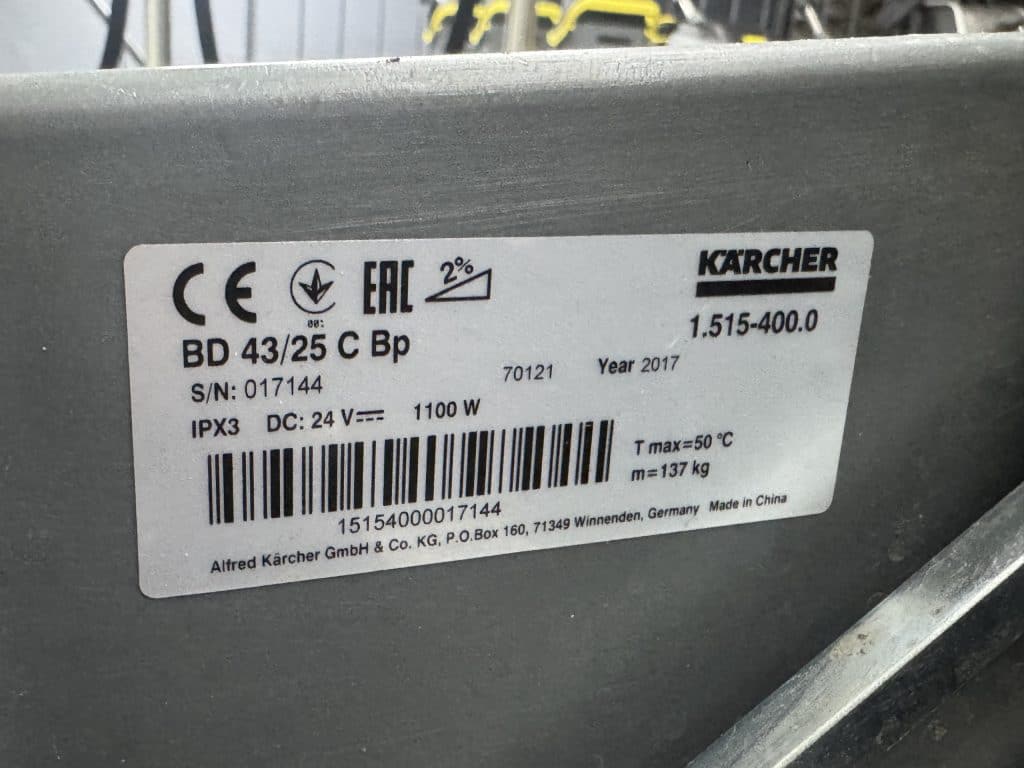 CE EAC 2% KÄRCHER
1.515-400.0
BD 43/25 C Bp
S/N: 017144 70121 Year 2017
IPX3 DC: 24 V 1100 W
T max=50 °C
m=137 kg
15154000017144
Alfred Kärcher GmbH & Co. KG, P.O.Box 160, 71349 Winnenden, Germany Made in China